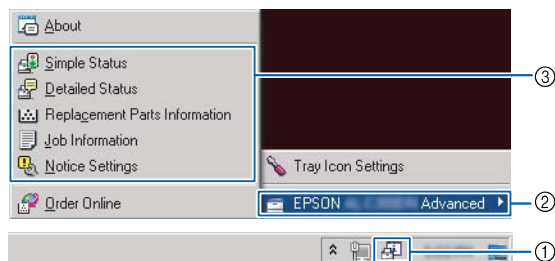 About
Simple Status
Detailed Status
Replacement Parts Information
Job Information
Notice Settings
Order Online
Tray Icon Settings
EPSON Advanced
③
②
①